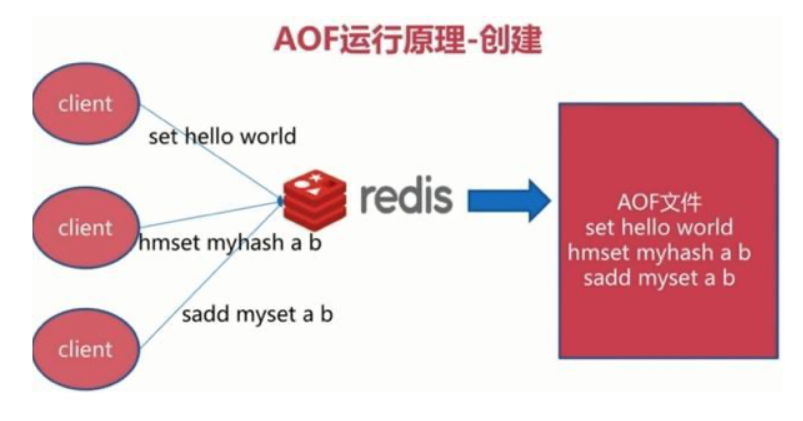 AOF运行原理-创建
client
set hello world
client
hmset myhash a b
sadd myset a b
client
redis
AOF文件
set hello world
hmset myhash a b
sadd myset a b